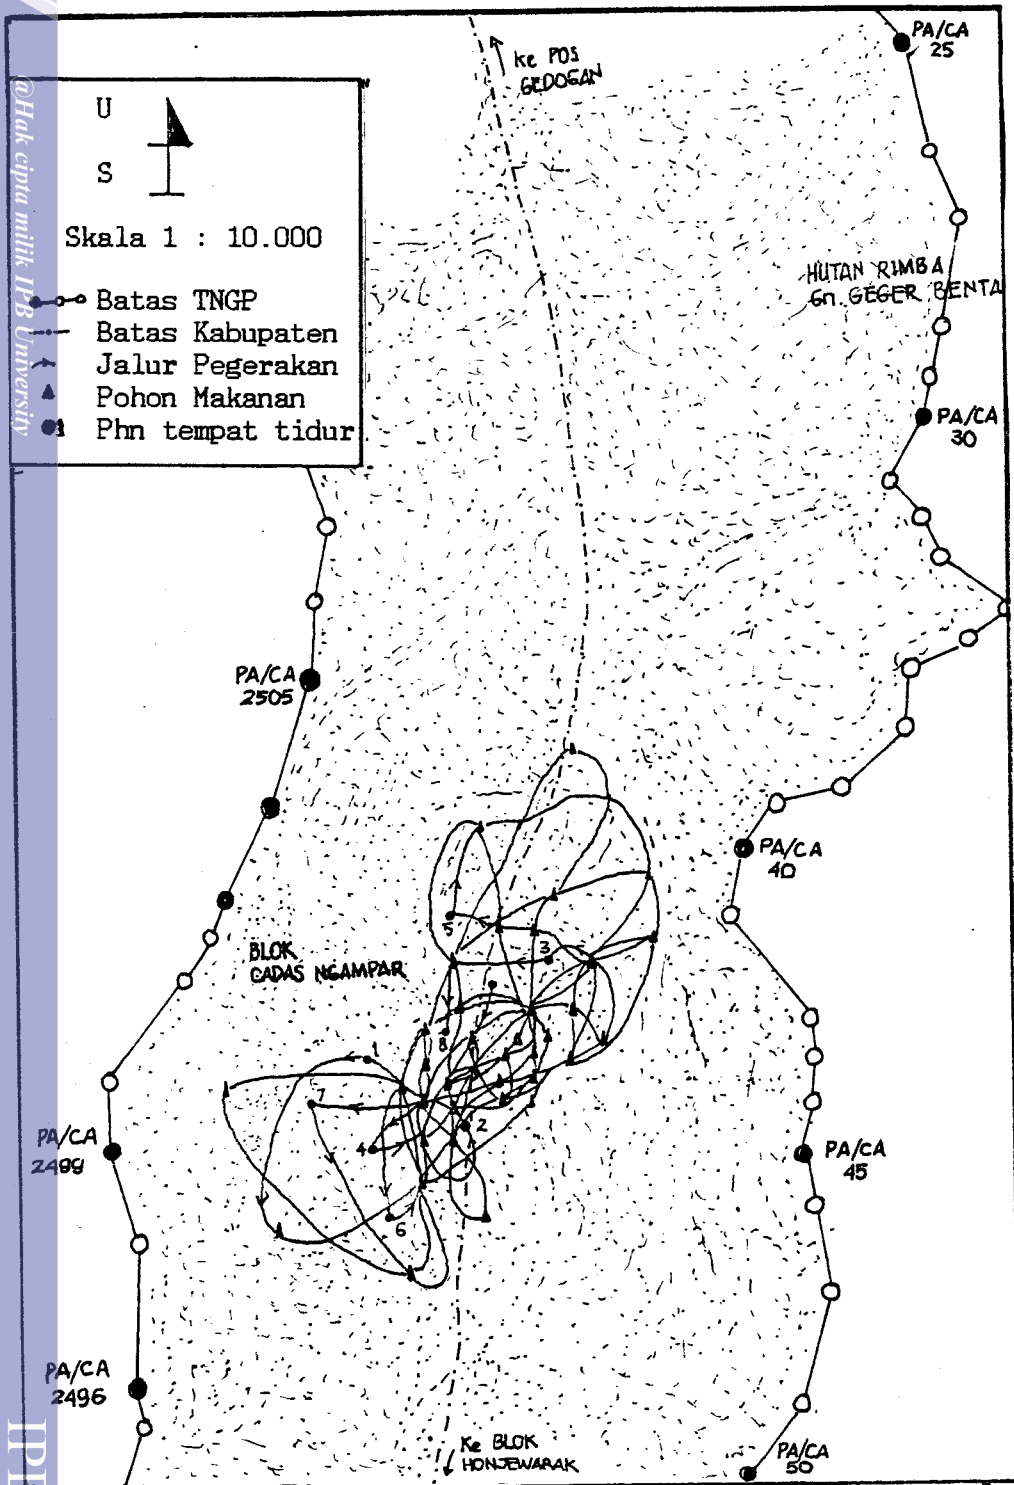 @Hak cipta milik IPB University
U
S
Skala 1 : 10.000
Batas TNGP
Batas Kabupaten
Jalur Pegerakan
Pohon Makanan
Phn tempat tidur
ke POS
GEDOGAN
PA/CA
25
HUTAN RIMBA
Gn. GEGER BENTA
PA/CA
30
PA/CA
2505
PA/CA
40
BLOK
CADAS NGAMPAR
5
3
8
1
7
2
4
6
PA/CA
2499
PA/CA
45
PA/CA
2496
Ke BLOK
HONJEWARAK
PA/CA
50